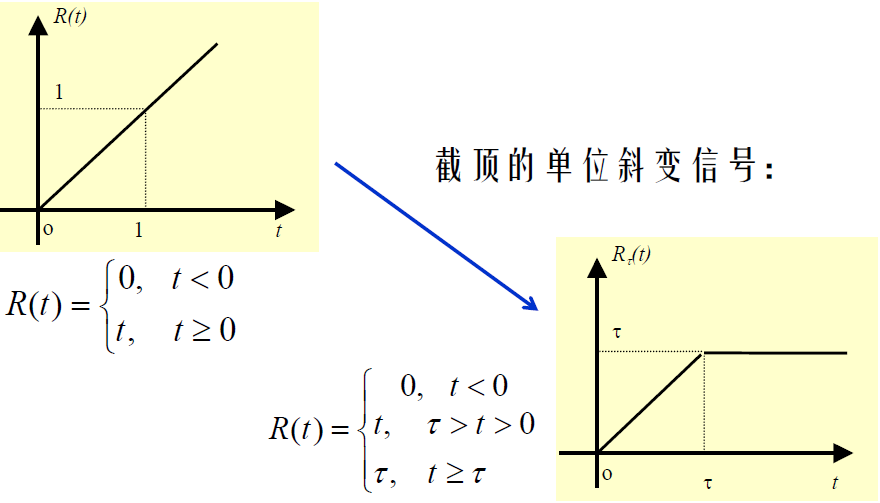 R(t)
1
o
1
t
截顶的单位斜变信号：
R(t) = { 0, t < 0
t, t ≥ 0
Rτ(t)
τ
o
τ
t
R(t) = { 0, t < 0
t, τ > t > 0
τ, t ≥ τ